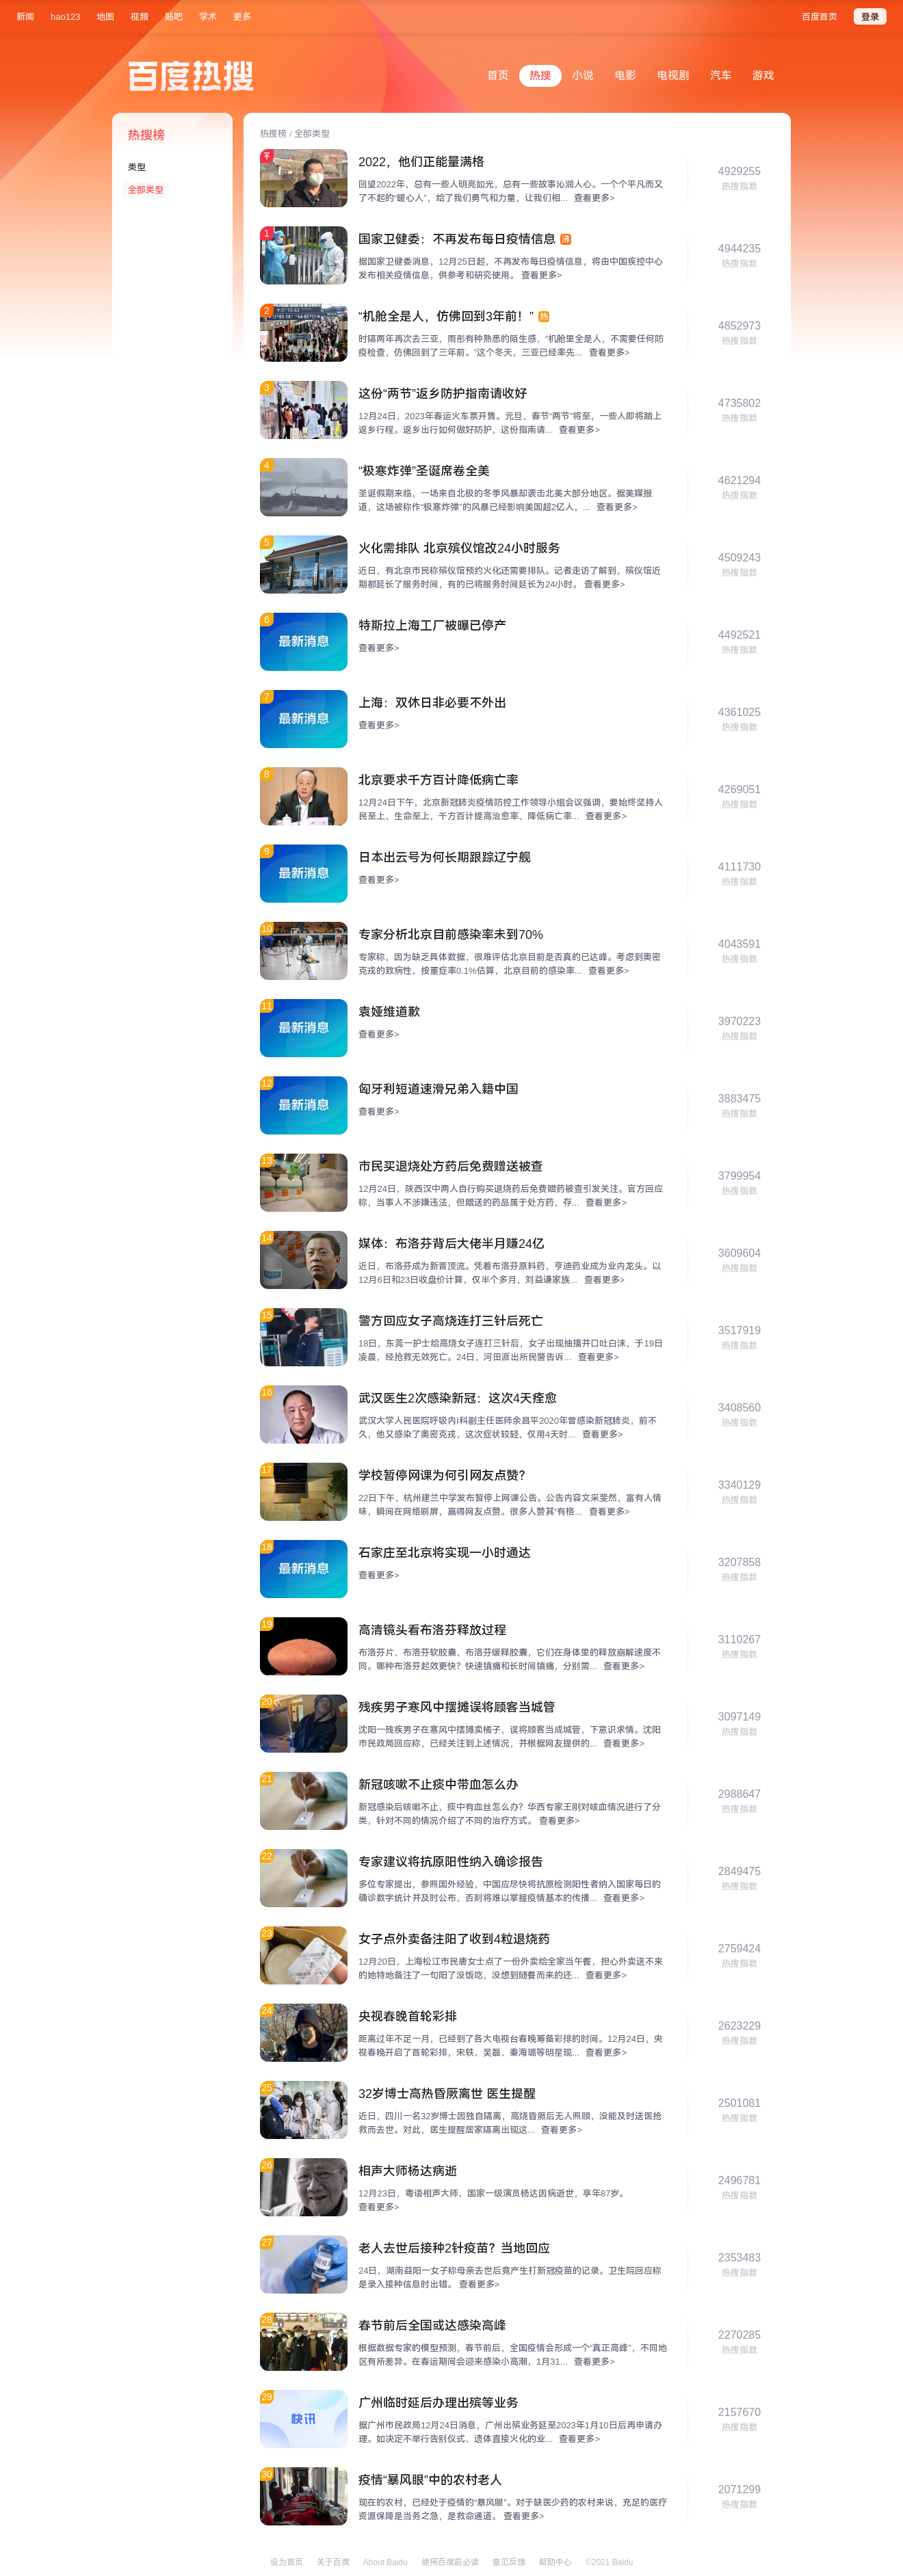 新闻 hao123 地图 视频 贴吧 学术 更多 百度首页 登录
百度热搜
首页 热搜 小说 电影 电视剧 汽车 游戏
热搜榜
类型
全部类型
热搜榜 / 全部类型
2022，他们正能量满格
回望2022年，总有一些人明亮如光，总有一些故事沁润人心。一个个平凡而又
了不起的“暖心人”，给了我们勇气和力量，让我们相... 查看更多>
4929255
热搜指数
1
国家卫健委：不再发布每日疫情信息 沸
据国家卫健委消息，12月25日起，不再发布每日疫情信息，将由中国疾控中心
发布相关疫情信息，供参考和研究使用。 查看更多>
4944235
热搜指数
2
“机舱全是人，仿佛回到3年前！” 热
时隔两年再次去三亚，雨彤有种熟悉的陌生感，“机舱里全是人，不需要任何防
疫检查，仿佛回到了三年前。”这个冬天，三亚已经率先... 查看更多>
4852973
热搜指数
3
这份“两节”返乡防护指南请收好
12月24日，2023年春运火车票开售。元旦、春节“两节”将至，一些人即将踏上
返乡行程。返乡出行如何做好防护，这份指南请... 查看更多>
4735802
热搜指数
4
“极寒炸弹”圣诞席卷全美
圣诞假期来临，一场来自北极的冬季风暴却袭击北美大部分地区。据美媒报
道，这场被称作“极寒炸弹”的风暴已经影响美国超2亿人，... 查看更多>
4621294
热搜指数
5
火化需排队 北京殡仪馆改24小时服务
近日，有北京市民称殡仪馆预约火化还需要排队。记者走访了解到，殡仪馆近
期都延长了服务时间，有的已将服务时间延长为24小时。 查看更多>
4509243
热搜指数
6
最新消息
特斯拉上海工厂被曝已停产
查看更多>
4492521
热搜指数
7
最新消息
上海：双休日非必要不外出
查看更多>
4361025
热搜指数
8
北京要求千方百计降低病亡率
12月24日下午，北京新冠肺炎疫情防控工作领导小组会议强调，要始终坚持人
民至上、生命至上，千方百计提高治愈率、降低病亡率... 查看更多>
4269051
热搜指数
9
最新消息
日本出云号为何长期跟踪辽宁舰
查看更多>
4111730
热搜指数
10
专家分析北京目前感染率未到70%
专家称，因为缺乏具体数据，很难评估北京目前是否真的已达峰。考虑到奥密
克戎的致病性，按重症率0.1%估算，北京目前的感染率... 查看更多>
4043591
热搜指数
11
最新消息
袁娅维道歉
查看更多>
3970223
热搜指数
12
最新消息
匈牙利短道速滑兄弟入籍中国
查看更多>
3883475
热搜指数
13
市民买退烧处方药后免费赠送被查
12月24日，陕西汉中两人自行购买退烧药后免费赠药被查引发关注。官方回应
称，当事人不涉嫌违法，但赠送的药品属于处方药，存... 查看更多>
3799954
热搜指数
14
媒体：布洛芬背后大佬半月赚24亿
近日，布洛芬成为新晋顶流。凭着布洛芬原料药，亨迪药业成为业内龙头。以
12月6日和23日收盘价计算，仅半个多月，刘益谦家族... 查看更多>
3609604
热搜指数
15
警方回应女子高烧连打三针后死亡
18日，东莞一护士给高烧女子连打三针后，女子出现抽搐并口吐白沫，于19日
凌晨，经抢救无效死亡。24日，河田派出所民警告诉... 查看更多>
3517919
热搜指数
16
武汉医生2次感染新冠：这次4天痊愈
武汉大学人民医院呼吸内I科副主任医师余昌平2020年曾感染新冠肺炎，前不
久，他又感染了奥密克戎，这次症状较轻，仅用4天时... 查看更多>
3408560
热搜指数
17
学校暂停网课为何引网友点赞？
22日下午，杭州建兰中学发布暂停上网课公告。公告内容文采斐然，富有人情
味，瞬间在网络刷屏，赢得网友点赞。很多人赞其“有格... 查看更多>
3340129
热搜指数
18
最新消息
石家庄至北京将实现一小时通达
查看更多>
3207858
热搜指数
19
高清镜头看布洛芬释放过程
布洛芬片、布洛芬软胶囊、布洛芬缓释胶囊，它们在身体里的释放崩解速度不
同。哪种布洛芬起效更快？快速镇痛和长时间镇痛，分别需... 查看更多>
3110267
热搜指数
20
残疾男子寒风中摆摊误将顾客当城管
沈阳一残疾男子在寒风中摆摊卖橘子，误将顾客当成城管，下意识求情。沈阳
市民政局回应称，已经关注到上述情况，并根据网友提供的... 查看更多>
3097149
热搜指数
21
新冠咳嗽不止痰中带血怎么办
新冠感染后咳嗽不止，痰中有血丝怎么办？华西专家王刚对咳血情况进行了分
类，针对不同的情况介绍了不同的治疗方式。 查看更多>
2988647
热搜指数
22
专家建议将抗原阳性纳入确诊报告
多位专家提出，参照国外经验，中国应尽快将抗原检测阳性者纳入国家每日的
确诊数字统计并及时公布，否则将难以掌握疫情基本的传播... 查看更多>
2849475
热搜指数
23
女子点外卖备注阳了收到4粒退烧药
12月20日，上海松江市民唐女士点了一份外卖给全家当午餐，担心外卖送不来
的她特地备注了一句阳了没饭吃，没想到随餐而来的还... 查看更多>
2759424
热搜指数
24
央视春晚首轮彩排
距离过年不足一月，已经到了各大电视台春晚筹备彩排的时间。12月24日，央
视春晚开启了首轮彩排，宋轶、吴磊、秦海璐等明星现... 查看更多>
2623229
热搜指数
25
32岁博士高热昏厥离世 医生提醒
近日，四川一名32岁博士因独自隔离，高烧昏厥后无人照顾，没能及时送医抢
救而去世。对此，医生提醒居家隔离出现这... 查看更多>
2501081
热搜指数
26
相声大师杨达病逝
12月23日，粤语相声大师、国家一级演员杨达因病逝世，享年87岁。
查看更多>
2496781
热搜指数
27
老人去世后接种2针疫苗？当地回应
24日，湖南益阳一女子称母亲去世后竟产生打新冠疫苗的记录。卫生院回应称
是录入接种信息时出错。 查看更多>
2353483
热搜指数
28
春节前后全国或达感染高峰
根据数据专家的模型预测，春节前后，全国疫情会形成一个“真正高峰”，不同地
区有所差异。在春运期间会迎来感染小高潮，1月31... 查看更多>
2270285
热搜指数
29
快讯
广州临时延后办理出殡等业务
据广州市民政局12月24日消息，广州出殡业务延至2023年1月10日后再申请办
理。如决定不举行告别仪式、遗体直接火化的业... 查看更多>
2157670
热搜指数
30
疫情“暴风眼”中的农村老人
现在的农村，已经处于疫情的“暴风眼”。对于缺医少药的农村来说，充足的医疗
资源保障是当务之急，是救命通道。 查看更多>
2071299
热搜指数
设为首页 关于百度 About Baidu 使用百度前必读 意见反馈 帮助中心 ©2021 Baidu